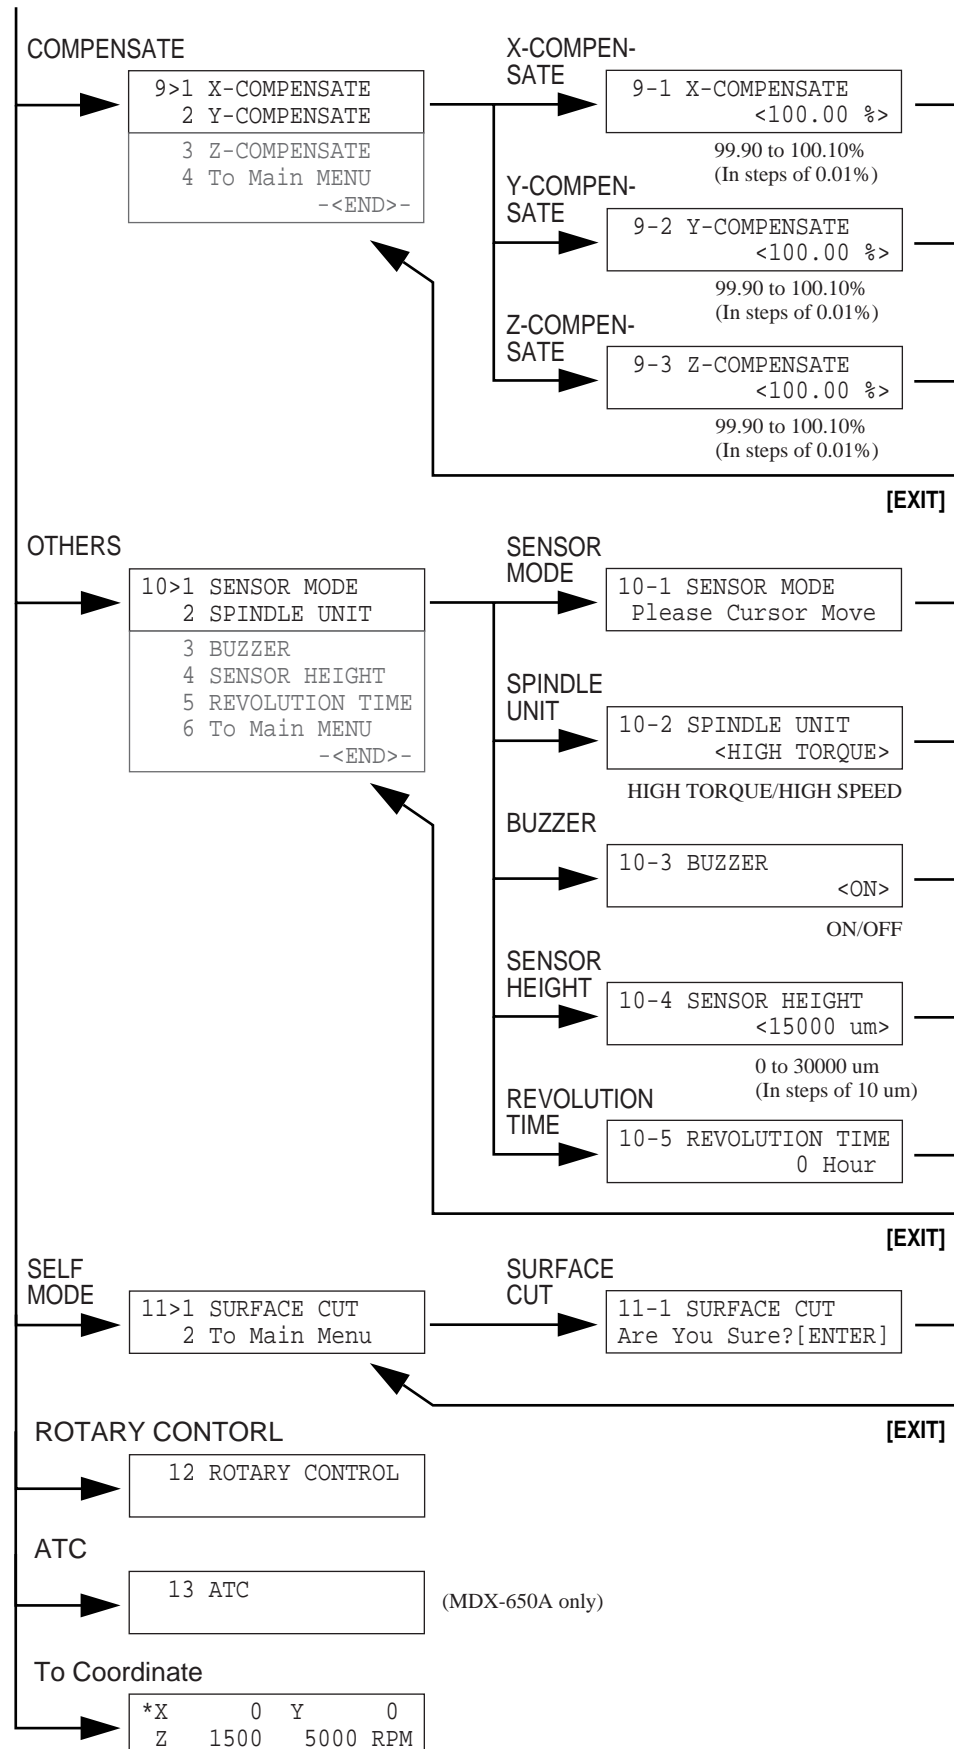 COMPENSATE
9>1 X-COMPENSATE
2 Y-COMPENSATE
3 Z-COMPENSATE
4 To Main MENU
-<END>-
X-COMPEN-
SATE
9-1 X-COMPENSATE
<100.00 %>
99.90 to 100.10%
(In steps of 0.01%)
Y-COMPEN-
SATE
9-2 Y-COMPENSATE
<100.00 %>
99.90 to 100.10%
(In steps of 0.01%)
Z-COMPEN-
SATE
9-3 Z-COMPENSATE
<100.00 %>
99.90 to 100.10%
(In steps of 0.01%)
[EXIT]
OTHERS
10>1 SENSOR MODE
2 SPINDLE UNIT
3 BUZZER
4 SENSOR HEIGHT
5 REVOLUTION TIME
6 To Main MENU
-<END>-
SENSOR
MODE
10-1 SENSOR MODE
Please Cursor Move
SPINDLE
UNIT
10-2 SPINDLE UNIT
<HIGH TORQUE>
HIGH TORQUE/HIGH SPEED
BUZZER
10-3 BUZZER
<ON>
ON/OFF
SENSOR
HEIGHT
10-4 SENSOR HEIGHT
<15000 um>
0 to 30000 um
(In steps of 10 um)
REVOLUTION
TIME
10-5 REVOLUTION TIME
0 Hour
[EXIT]
SELF
MODE
11>1 SURFACE CUT
2 To Main Menu
SURFACE
CUT
11-1 SURFACE CUT
Are You Sure?[ENTER]
[EXIT]
ROTARY CONTORL
12 ROTARY CONTROL
ATC
13 ATC
(MDX-650A only)
To Coordinate
*X 0 Y 0
Z 1500 5000 RPM